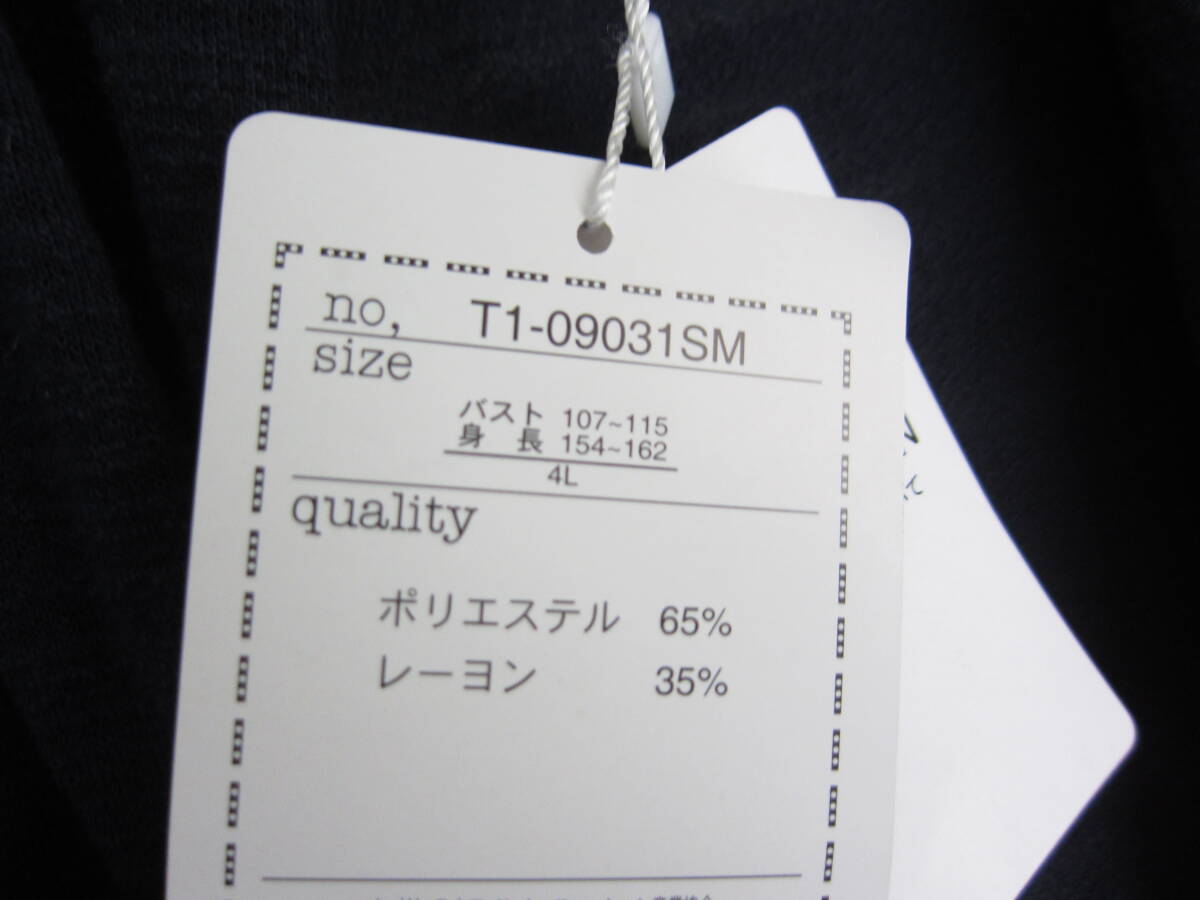 no, T1-09031SM
size
バスト 107~115
身 長 154~162
4L
quality
ポリエステル 65%
レーヨン 35%